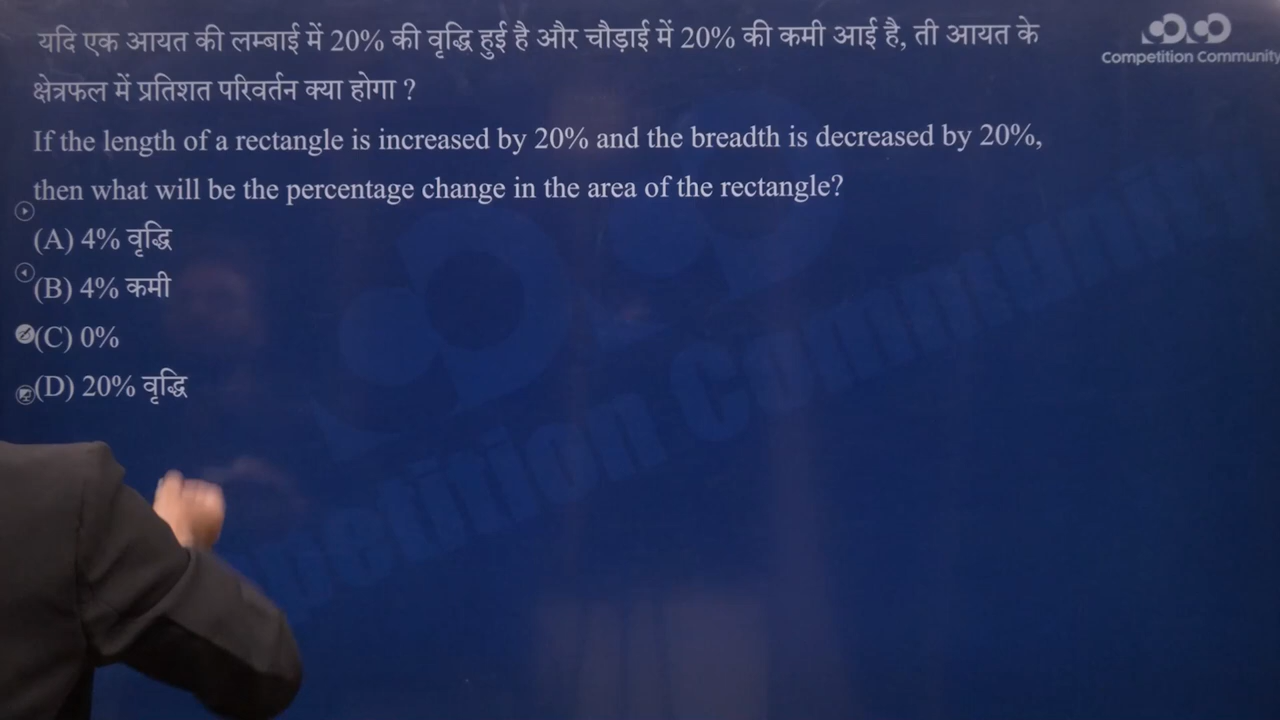 यदि एक आयत की लम्बाई में 20% की वृद्धि हुई है और चौड़ाई में 20% की कमी आई है, ती आयत के
क्षेत्रफल में प्रतिशत परिवर्तन क्या होगा ?
If the length of a rectangle is increased by 20% and the breadth is decreased by 20%,
then what will be the percentage change in the area of the rectangle?
(A) 4% वृद्धि
(B) 4% कमी
(C) 0%
(D) 20% वृद्धि
Competition Community
petition Community